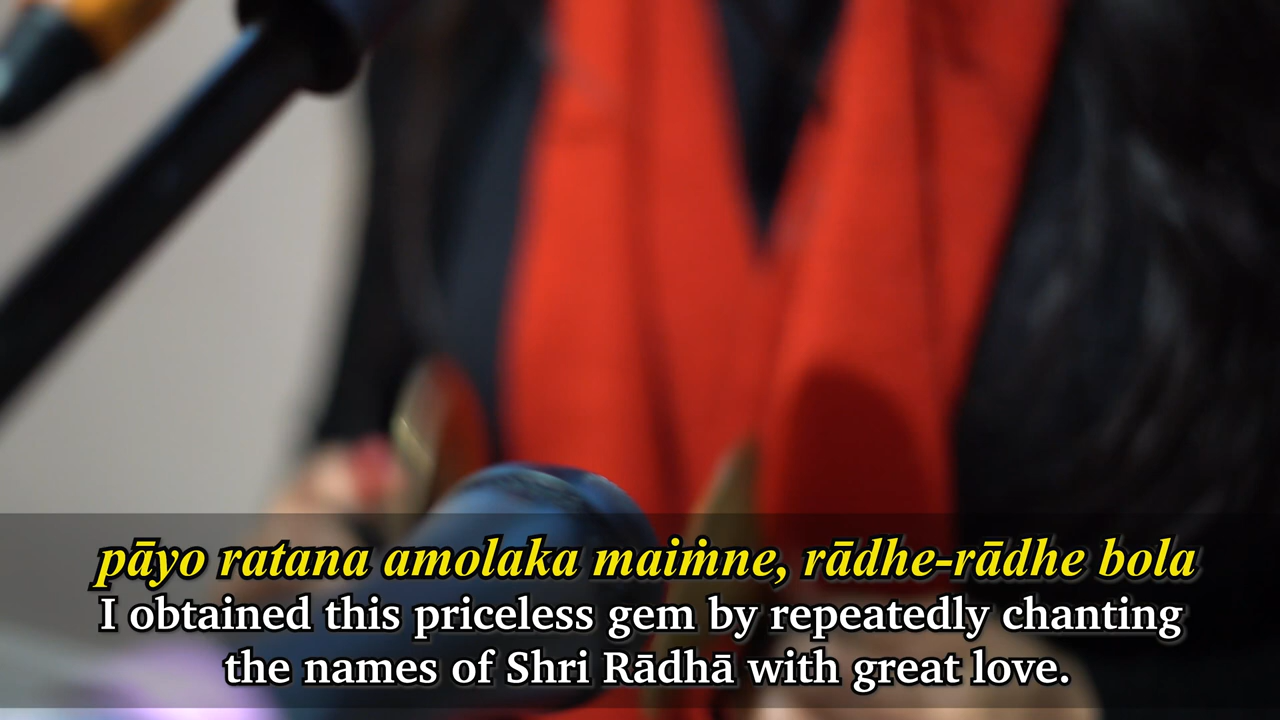 pāyo ratana amolaka maiṁne, rādhe-rādhe bola
I obtained this priceless gem by repeatedly chanting
the names of Shri Rādhā with great love.